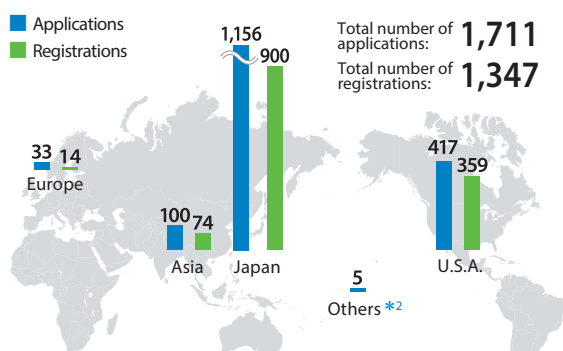 Applications
Registrations
Total number of applications: 1,711
Total number of registrations: 1,347
1,156
900
33 14
Europe
100 74
Asia
Japan
417
359
U.S.A.
5
Others *2